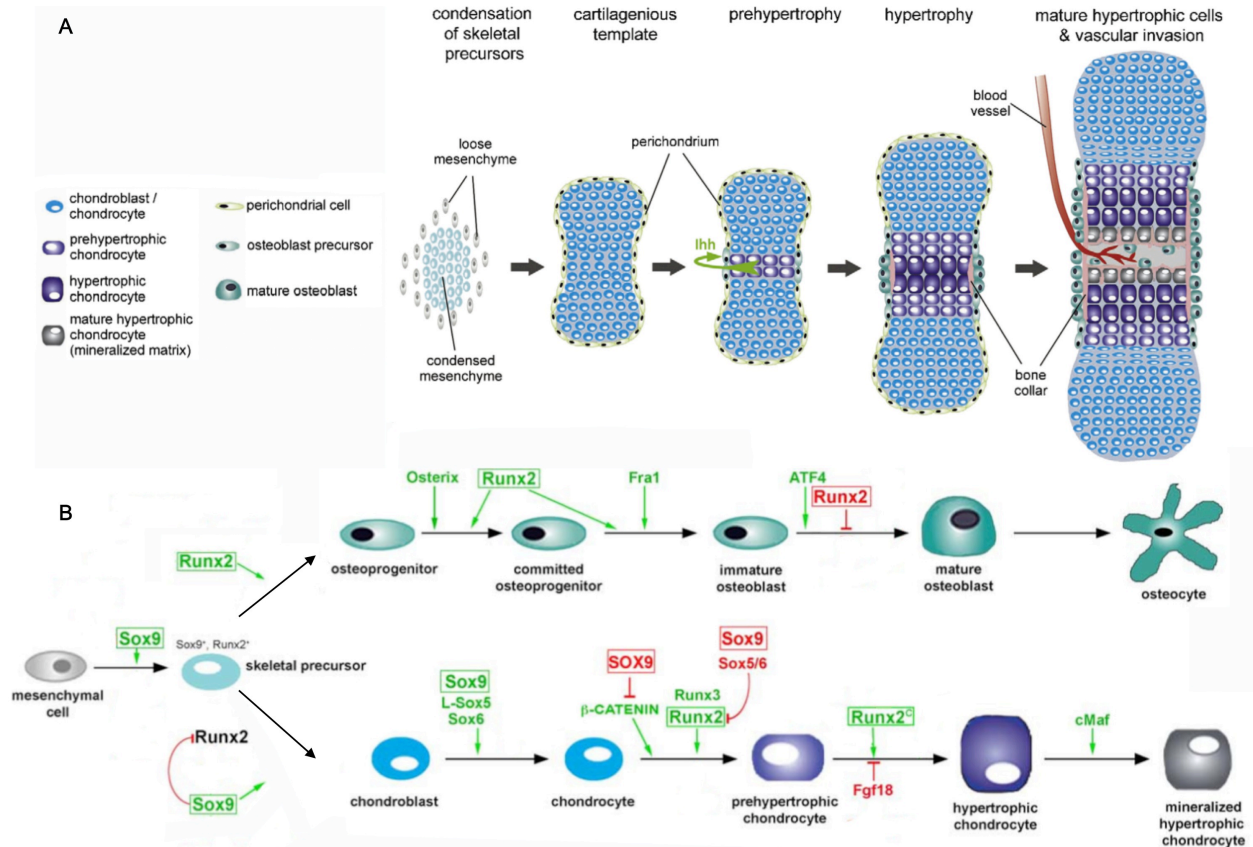 A
condensation
of skeletal
precursors
cartilagenious
template
prehypertrophy
hypertrophy
mature hypertrophic cells
& vascular invasion
blood
vessel
loose
mesenchyme
perichondrium
chondroblast /
chondrocyte
prehypertrophic
chondrocyte
hypertrophic
chondrocyte
mature hypertrophic
chondrocyte
(mineralized matrix)
perichondrial cell
osteoblast precursor
mature osteoblast
Ihh
condensed
mesenchyme
bone
collar
B
Osterix
Runx2
Fra1
ATF4
Runx2
Runx2
osteoprogenitor
committed
osteoprogenitor
immature
osteoblast
mature
osteoblast
osteocyte
Sox9
Sox9⁺, Runx2⁺
skeletal precursor
mesenchymal
cell
Runx2
Sox9
Sox9
L-Sox5
Sox6
SOX9
β-CATENIN
Sox9
Sox5/6
Runx3
Runx2
Runx2ᶜ
Fgf18
cMaf
chondroblast
chondrocyte
prehypertrophic
chondrocyte
hypertrophic
chondrocyte
mineralized
hypertrophic
chondrocyte